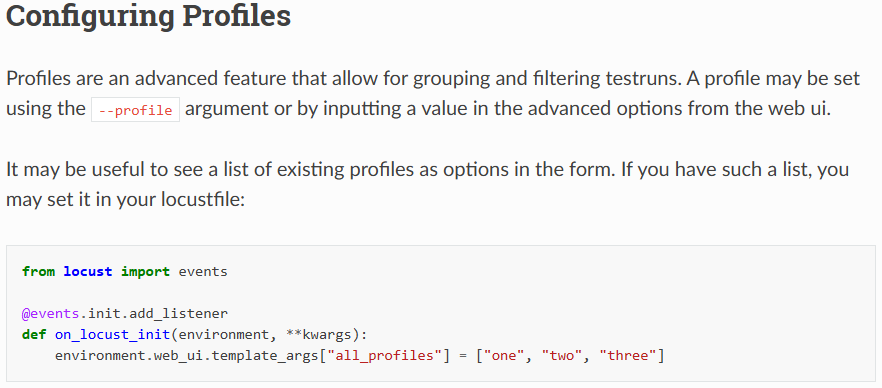 Configuring Profiles
Profiles are an advanced feature that allow for grouping and filtering testruns. A profile may be set
using the --profile argument or by inputting a value in the advanced options from the web ui.
It may be useful to see a list of existing profiles as options in the form. If you have such a list, you
may set it in your locustfile:
from locust import events
@events.init.add_listener
def on_locust_init(environment, **kwargs):
    environment.web_ui.template_args["all_profiles"] = ["one", "two", "three"]